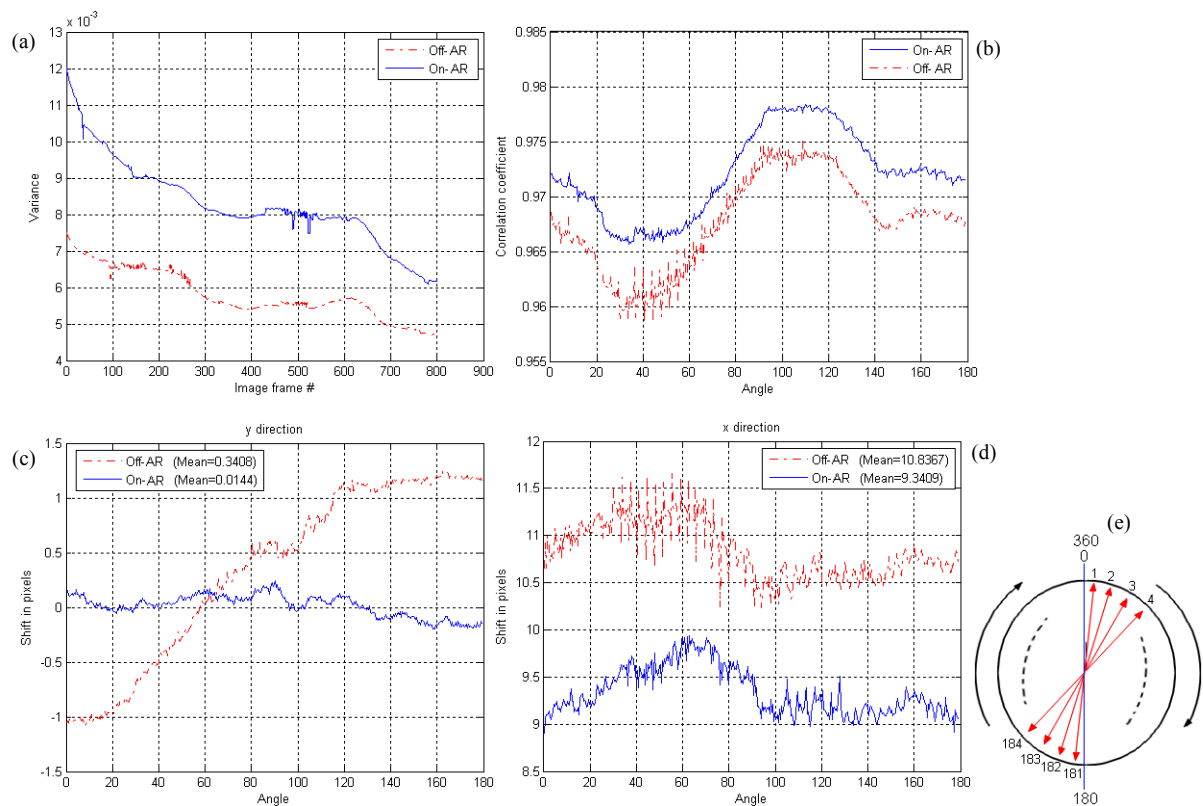 (a)
x 10^-3
13
12
11
10
9
8
7
6
5
4
Variance
0 100 200 300 400 500 600 700 800 900
Image frame #
Off-AR
On-AR
(b)
0.985
0.98
0.975
0.97
0.965
0.96
0.955
Correlation coefficient
0 20 40 60 80 100 120 140 160 180
Angle
On-AR
Off-AR
(c)
y direction
1.5
1
0.5
0
-0.5
-1
-1.5
Shift in pixels
0 20 40 60 80 100 120 140 160 180
Angle
Off-AR (Mean=0.3408)
On-AR (Mean=0.0144)
(d)
x direction
12
11.5
11
10.5
10
9.5
9
8.5
Shift in pixels
0 20 40 60 80 100 120 140 160 180
Angle
Off-AR (Mean=10.8367)
On-AR (Mean=9.3409)
(e)
360
0
1 2 3 4
184 183 182 181
180